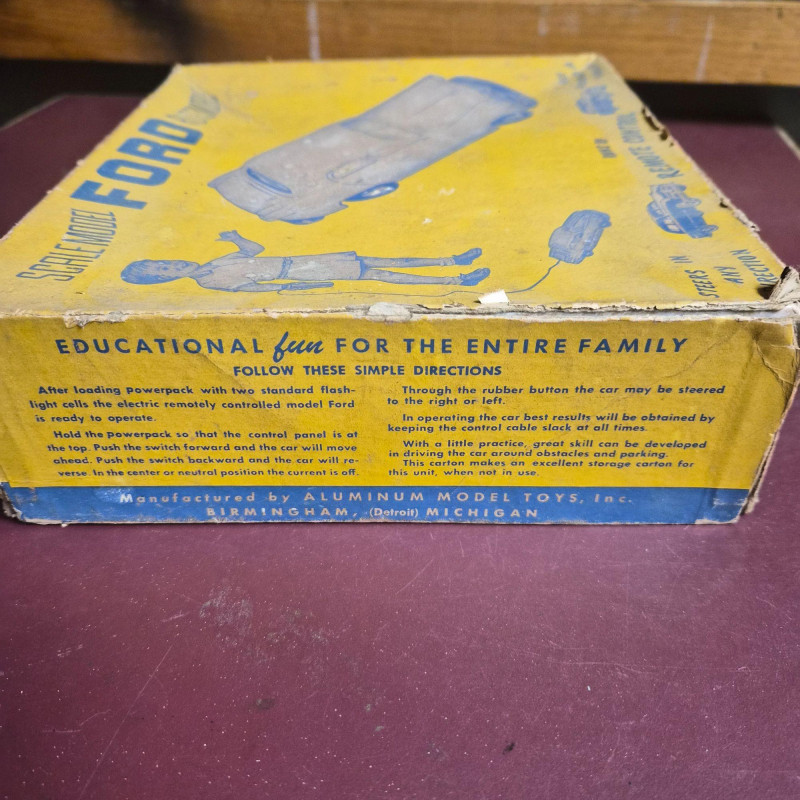 SCALE MODEL
FORD
REMOTE CONTROL
STEERS IN
ANY
DIRECTION
EDUCATIONAL fun FOR THE ENTIRE FAMILY
FOLLOW THESE SIMPLE DIRECTIONS
After loading powerpack with two standard flash-
light cells the electric remotely controlled model Ford
is ready to operate.
Hold the powerpack so that the control panel is at
the top. Push the switch forward and the car will move
ahead. Push the switch backward and the car will re-
verse. In the center or neutral position the current is off.
Through the rubber button the car may be steered
to the right or left.
In operating the car best results will be obtained by
keeping the control cable slack at all times.
With a little practice, great skill can be developed
in driving the car around obstacles and parking.
This carton makes an excellent storage carton for
this unit, when not in use.
Manufactured by ALUMINUM MODEL TOYS, Inc.
BIRMINGHAM, (Detroit) MICHIGAN